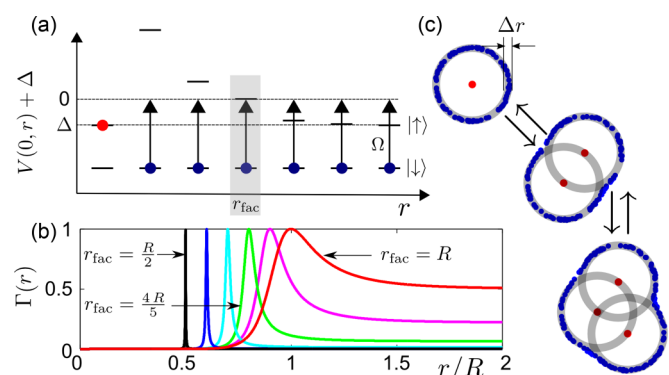 (a)
V(0, r) + Δ
0
Δ
|↑⟩
Ω
|↓⟩
r_fac
r
(b)
Γ(r)
1
0.5
0
r_fac = R/2
r_fac = 4R/5
r_fac = R
0
0.5
1
1.5
2
r/R
(c)
Δr